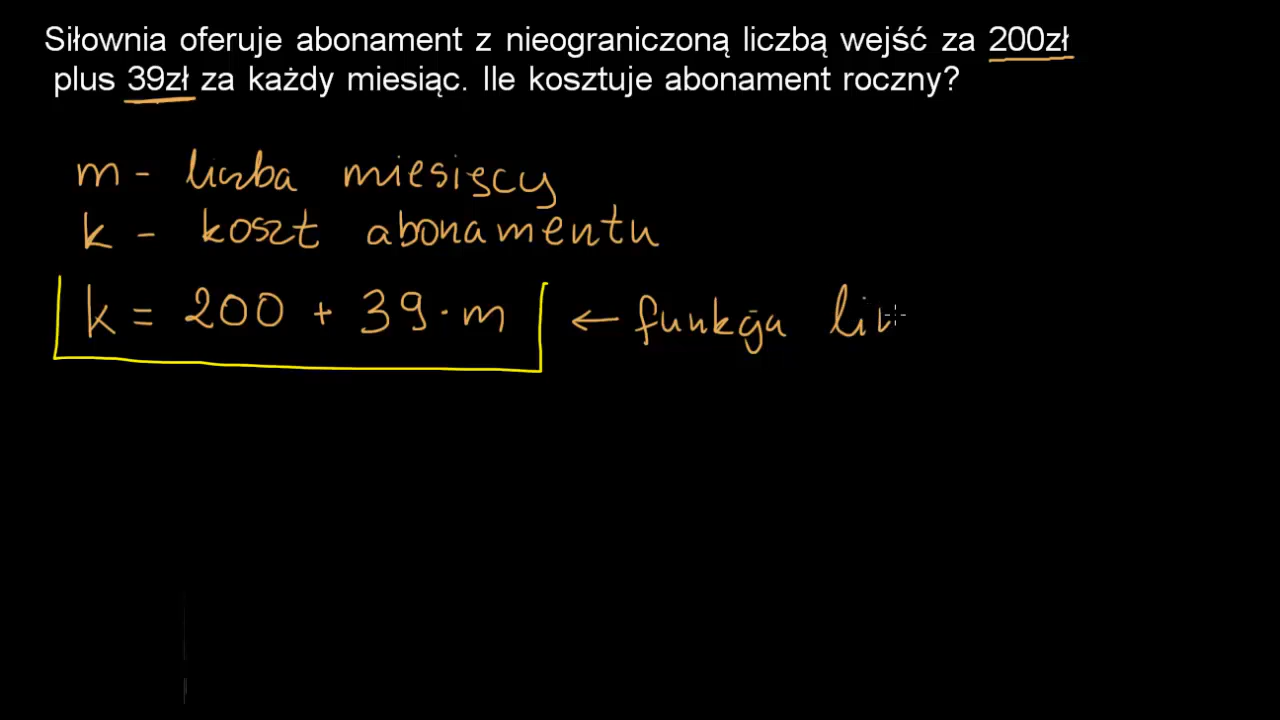 Siłownia oferuje abonament z nieograniczoną liczbą wejść za 200zł
plus 39zł za każdy miesiąc. Ile kosztuje abonament roczny?
m - liczba miesięcy
k - koszt abonamentu
k = 200 + 39 · m ← funkcja lin